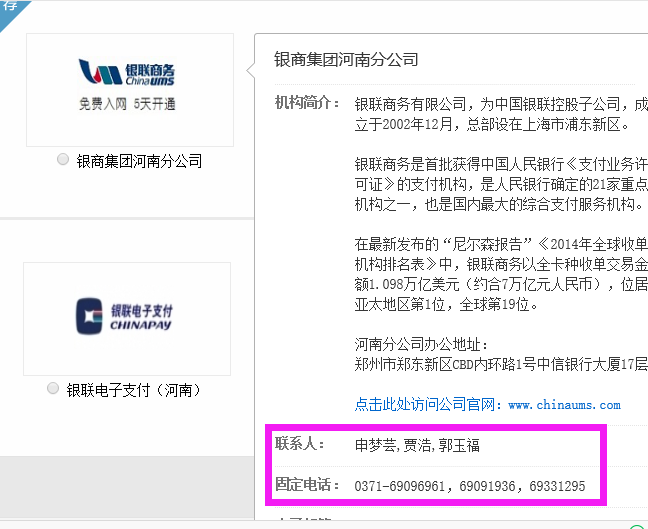 荐
银联商务
Chinaums
免费入网 5天开通
银商集团河南分公司
银联电子支付
CHINAPAY
银联电子支付（河南）
银商集团河南分公司
机构简介： 银联商务有限公司，为中国银联控股子公司，成
立于2002年12月，总部设在上海市浦东新区。
银联商务是首批获得中国人民银行《支付业务许
可证》的支付机构，是人民银行确定的21家重点
机构之一，也是国内最大的综合支付服务机构。
在最新发布的“尼尔森报告”《2014年全球收单
机构排名表》中，银联商务以全卡种收单交易金
额1.098万亿美元（约合7万亿元人民币），位居
亚太地区第1位，全球第19位。
河南分公司办公地址：
郑州市郑东新区CBD内环路1号中信银行大厦17层
点击此处访问公司官网：www.chinaums.com
联系人： 申梦芸,贾浩,郭玉福
固定电话： 0371-69096961，69091936，69331295